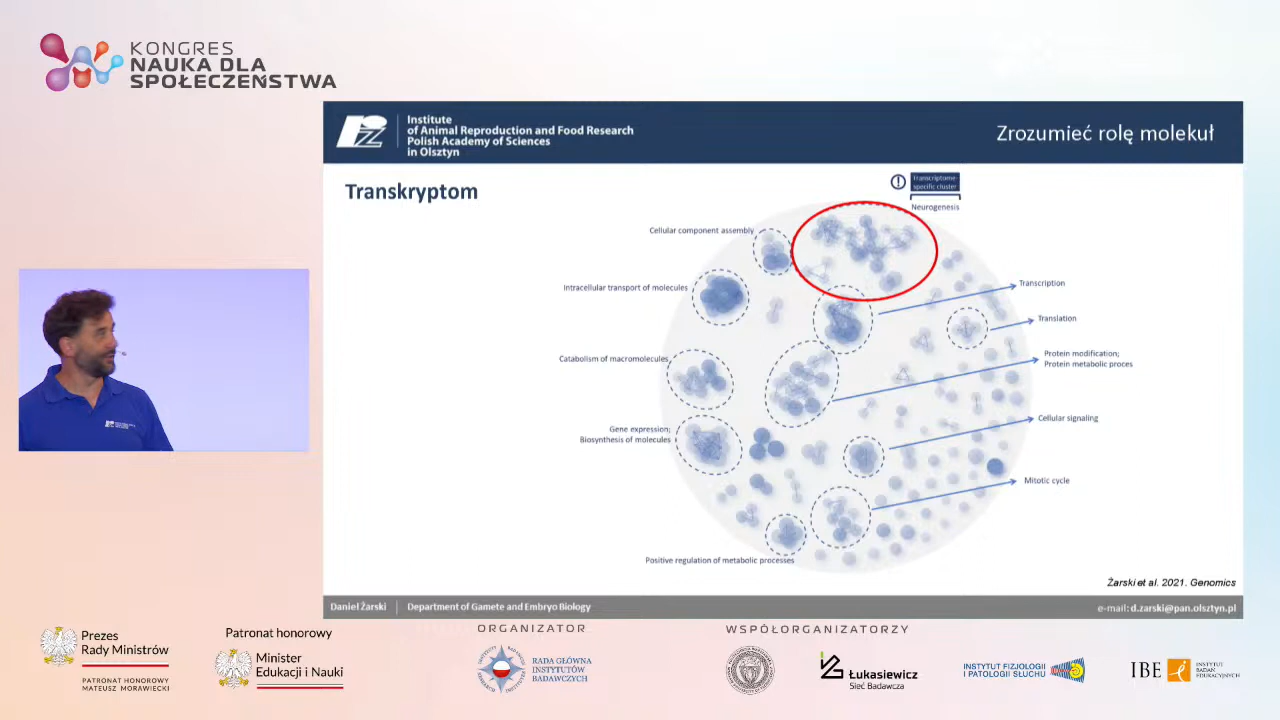 KONGRES
NAUKA DLA
SPOŁECZEŃSTWA
Institute
of Animal Reproduction and Food Research
Polish Academy of Sciences
in Olsztyn
Zrozumieć rolę molekuł
Transkryptom
Transcriptome-
specific cluster
Neurogenesis
Cellular component assembly
Intracellular transport of molecules
Catabolism of macromolecules
Gene expression;
Biosynthesis of molecules
Positive regulation of metabolic processes
Transcription
Translation
Protein modification;
Protein metabolic proces
Cellular signaling
Mitotic cycle
Żarski et al. 2021. Genomics
Daniel Żarski
Department of Gamete and Embryo Biology
e-mail: d.zarski@pan.olsztyn.pl
Prezes
Rady Ministrów
PATRONAT HONOROWY
MATEUSZ MORAWIECKI
Patronat honorowy
Minister
Edukacji i Nauki
ORGANIZATOR
RADA GŁÓWNA
INSTYTUTÓW
BADAWCZYCH
WSPÓŁORGANIZATORZY
Łukasiewicz
Sieć Badawcza
INSTYTUT FIZJOLOGII
I PATOLOGII SŁUCHU
IBE
INSTYTUT
BADAŃ
EDUKACYJNYCH